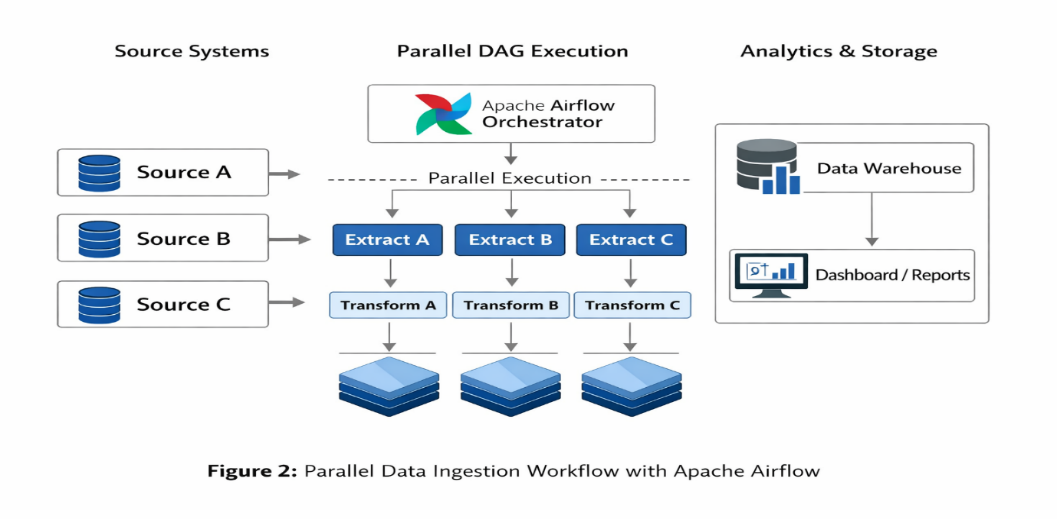 Source Systems
Parallel DAG Execution
Analytics & Storage
Apache Airflow
Orchestrator
Source A
Source B
Source C
Parallel Execution
Extract A
Extract B
Extract C
Transform A
Transform B
Transform C
Data Warehouse
Dashboard / Reports
Figure 2: Parallel Data Ingestion Workflow with Apache Airflow